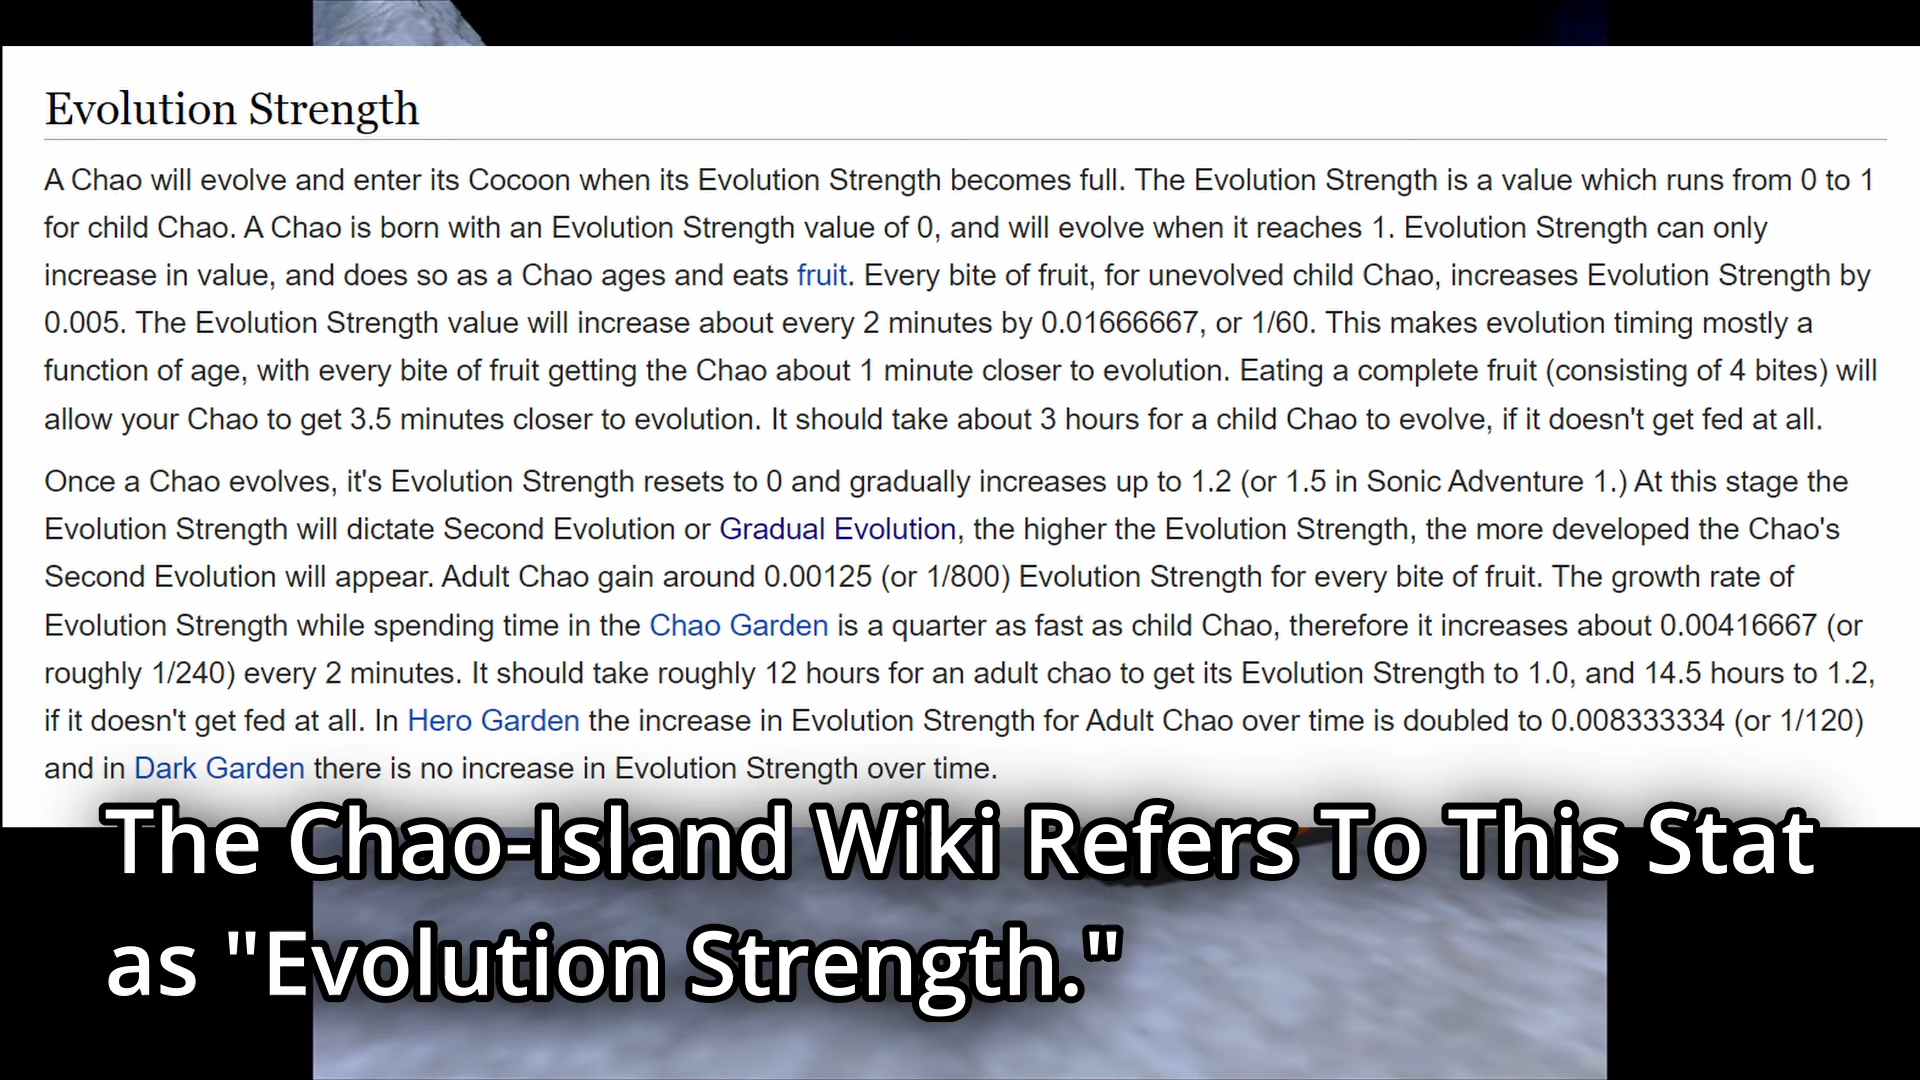 Evolution Strength
A Chao will evolve and enter its Cocoon when its Evolution Strength becomes full. The Evolution Strength is a value which runs from 0 to 1
for child Chao. A Chao is born with an Evolution Strength value of 0, and will evolve when it reaches 1. Evolution Strength can only
increase in value, and does so as a Chao ages and eats fruit. Every bite of fruit, for unevolved child Chao, increases Evolution Strength by
0.005. The Evolution Strength value will increase about every 2 minutes by 0.01666667, or 1/60. This makes evolution timing mostly a
function of age, with every bite of fruit getting the Chao about 1 minute closer to evolution. Eating a complete fruit (consisting of 4 bites) will
allow your Chao to get 3.5 minutes closer to evolution. It should take about 3 hours for a child Chao to evolve, if it doesn't get fed at all.
Once a Chao evolves, it's Evolution Strength resets to 0 and gradually increases up to 1.2 (or 1.5 in Sonic Adventure 1.) At this stage the
Evolution Strength will dictate Second Evolution or Gradual Evolution, the higher the Evolution Strength, the more developed the Chao's
Second Evolution will appear. Adult Chao gain around 0.00125 (or 1/800) Evolution Strength for every bite of fruit. The growth rate of
Evolution Strength while spending time in the Chao Garden is a quarter as fast as child Chao, therefore it increases about 0.00416667 (or
roughly 1/240) every 2 minutes. It should take roughly 12 hours for an adult chao to get its Evolution Strength to 1.0, and 14.5 hours to 1.2,
if it doesn't get fed at all. In Hero Garden the increase in Evolution Strength for Adult Chao over time is doubled to 0.008333334 (or 1/120)
and in Dark Garden there is no increase in Evolution Strength over time.
The Chao-Island Wiki Refers To This Stat
as "Evolution Strength."